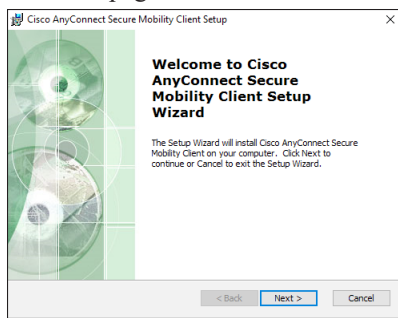 Cisco AnyConnect Secure Mobility Client Setup
Welcome to Cisco
AnyConnect Secure
Mobility Client Setup
Wizard
The Setup Wizard will install Cisco AnyConnect Secure
Mobility Client on your computer. Click Next to
continue or Cancel to exit the Setup Wizard.
< Back Next > Cancel